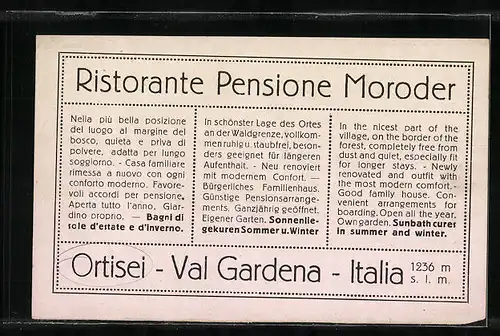 Ristorante Pensione Moroder
Nella più bella posizione
del luogo al margine del
bosco, quieta e priva di
polvere, adatta per lungo
soggiorno. - Casa familiare
rimessa a nuovo con ogni
conforto moderno. Favore-
voli accordi per pensione.
Aperta tutto l'anno. Giar-
dino proprio. — Bagni di
sole d'estate e d'inverno.
In schönster Lage des Ortes
an der Waldgrenze, vollkom-
men ruhig u. staubfrei, beson-
ders geeignet für längeren
Aufenthalt. - Neu renoviert
mit modernem Confort. —
Bürgerliches Familienhaus.
Günstige Pensionsarrange-
ments. Ganzjährig geöffnet.
Eigener Garten. Sonnenlie-
gekuren Sommer u. Winter
In the nicest part of the
village, on the border of the
forest, completely free from
dust and quiet, especially fit
for longer stays. - Newly
renovated and outfit with
the most modern comfort. -
Good family house. Con-
venient arrangements for
boarding. Open all the year.
Own garden. Sunbath cures
in summer and winter.
Ortisei - Val Gardena - Italia 1236 m
s. l. m.